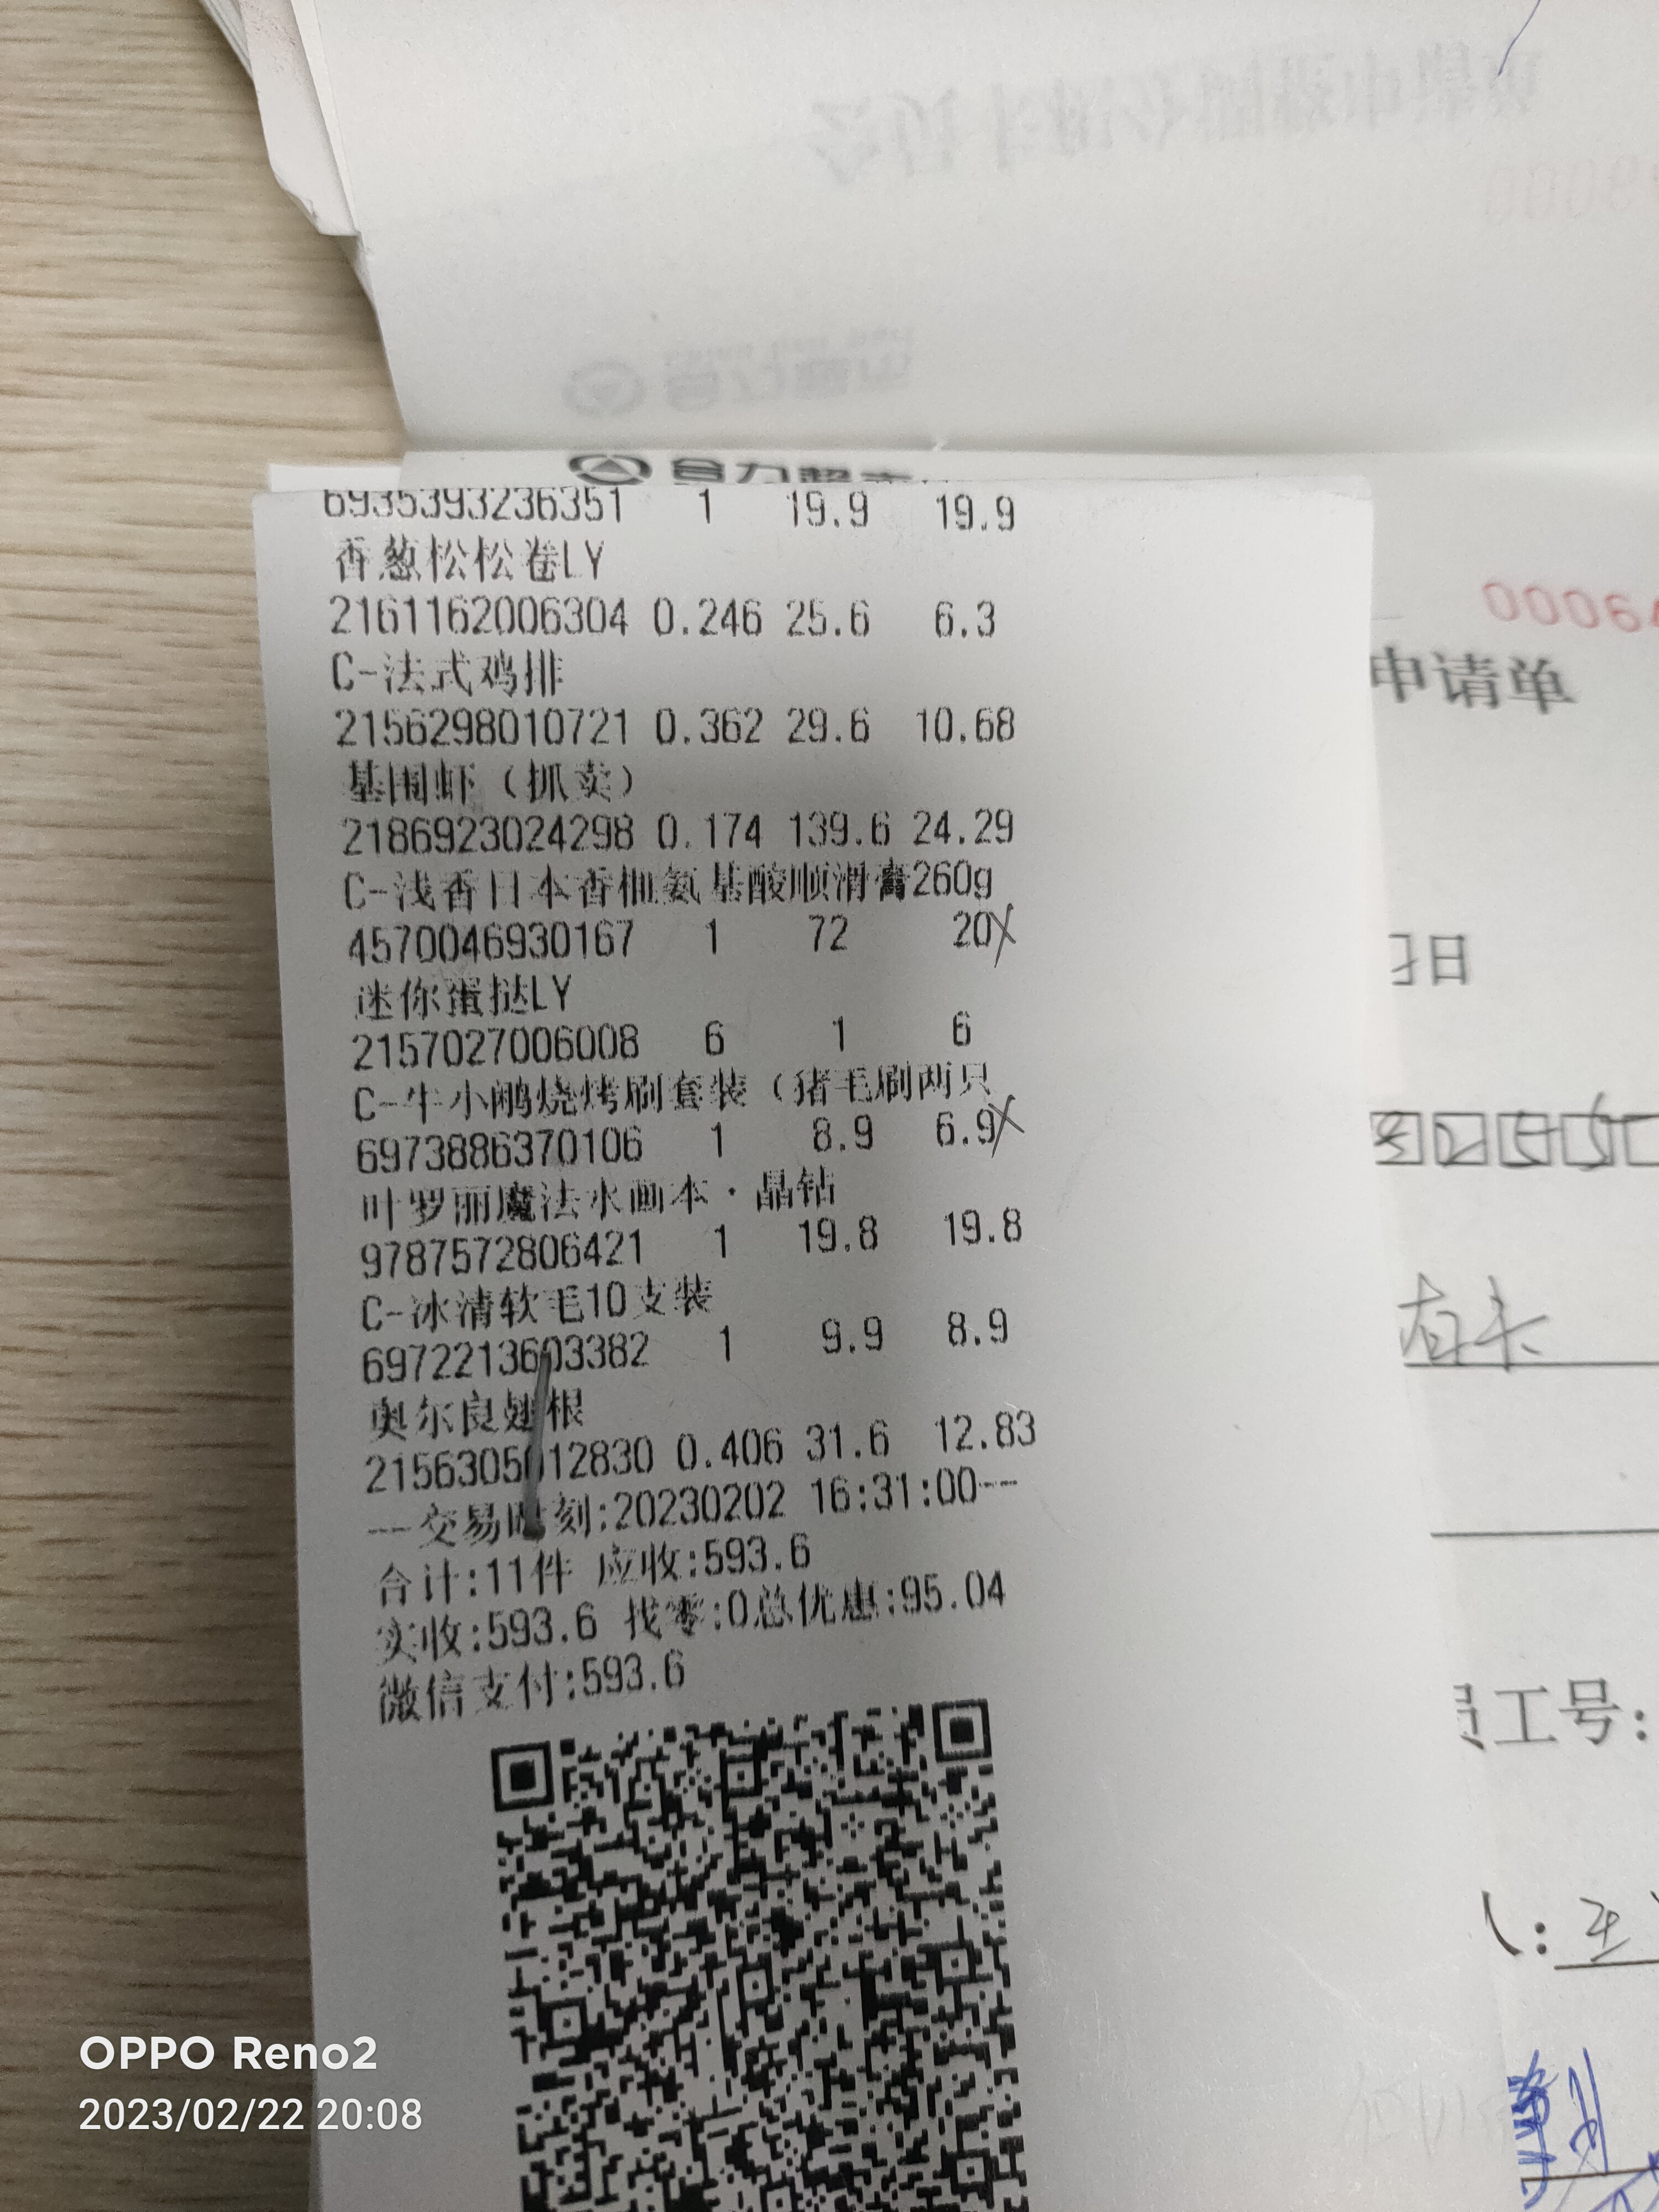 合力超市
6935393236351 1 19.9 19.9
香葱松松卷LY
2161162006304 0.246 25.6 6.3
C-法式鸡排
2156298010721 0.362 29.6 10.68
基围虾（抓卖）
2186923024298 0.174 139.6 24.29
C-浅香日本香柚氨基酸顺滑膏260g
4570046930167 1 72 20
迷你蛋挞LY
2157027006008 6 1 6
C-牛小鹏烧烤刷套装（猪毛刷两只
6973886370106 1 8.9 6.9
叶罗丽魔法水画本·晶钻
9787572806421 1 19.8 19.8
C-冰清软毛10支装
6972213603382 1 9.9 8.9
奥尔良翅根
2156305012830 0.406 31.6 12.83
---交易时刻:20230202 16:31:00---
合计:11件 应收:593.6
实收:593.6 找零:0总优惠:95.04
微信支付:593.6
0006
申请单
日
员工号:
OPPO Reno2
2023/02/22 20:08